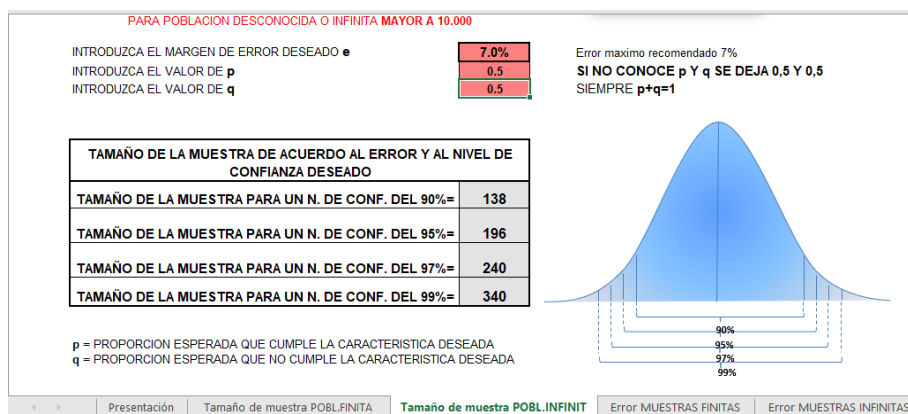 PARA POBLACION DESCONOCIDA O INFINITA MAYOR A 10.000
INTRODUZCA EL MARGEN DE ERROR DESEADO e 7.0% Error maximo recomendado 7%
INTRODUZCA EL VALOR DE p 0.5 SI NO CONOCE p Y q SE DEJA 0,5 Y 0,5
INTRODUZCA EL VALOR DE q 0.5 SIEMPRE p+q=1
TAMAÑO DE LA MUESTRA DE ACUERDO AL ERROR Y AL NIVEL DE
CONFIANZA DESEADO
TAMAÑO DE LA MUESTRA PARA UN N. DE CONF. DEL 90%= 138
TAMAÑO DE LA MUESTRA PARA UN N. DE CONF. DEL 95%= 196
TAMAÑO DE LA MUESTRA PARA UN N. DE CONF. DEL 97%= 240
TAMAÑO DE LA MUESTRA PARA UN N. DE CONF. DEL 99%= 340
90%
95%
97%
99%
p = PROPORCION ESPERADA QUE CUMPLE LA CARACTERISTICA DESEADA
q = PROPORCION ESPERADA QUE NO CUMPLE LA CARACTERISTICA DESEADA
Presentación Tamaño de muestra POBL.FINITA Tamaño de muestra POBL.INFINIT Error MUESTRAS FINITAS Error MUESTRAS INFINITAS